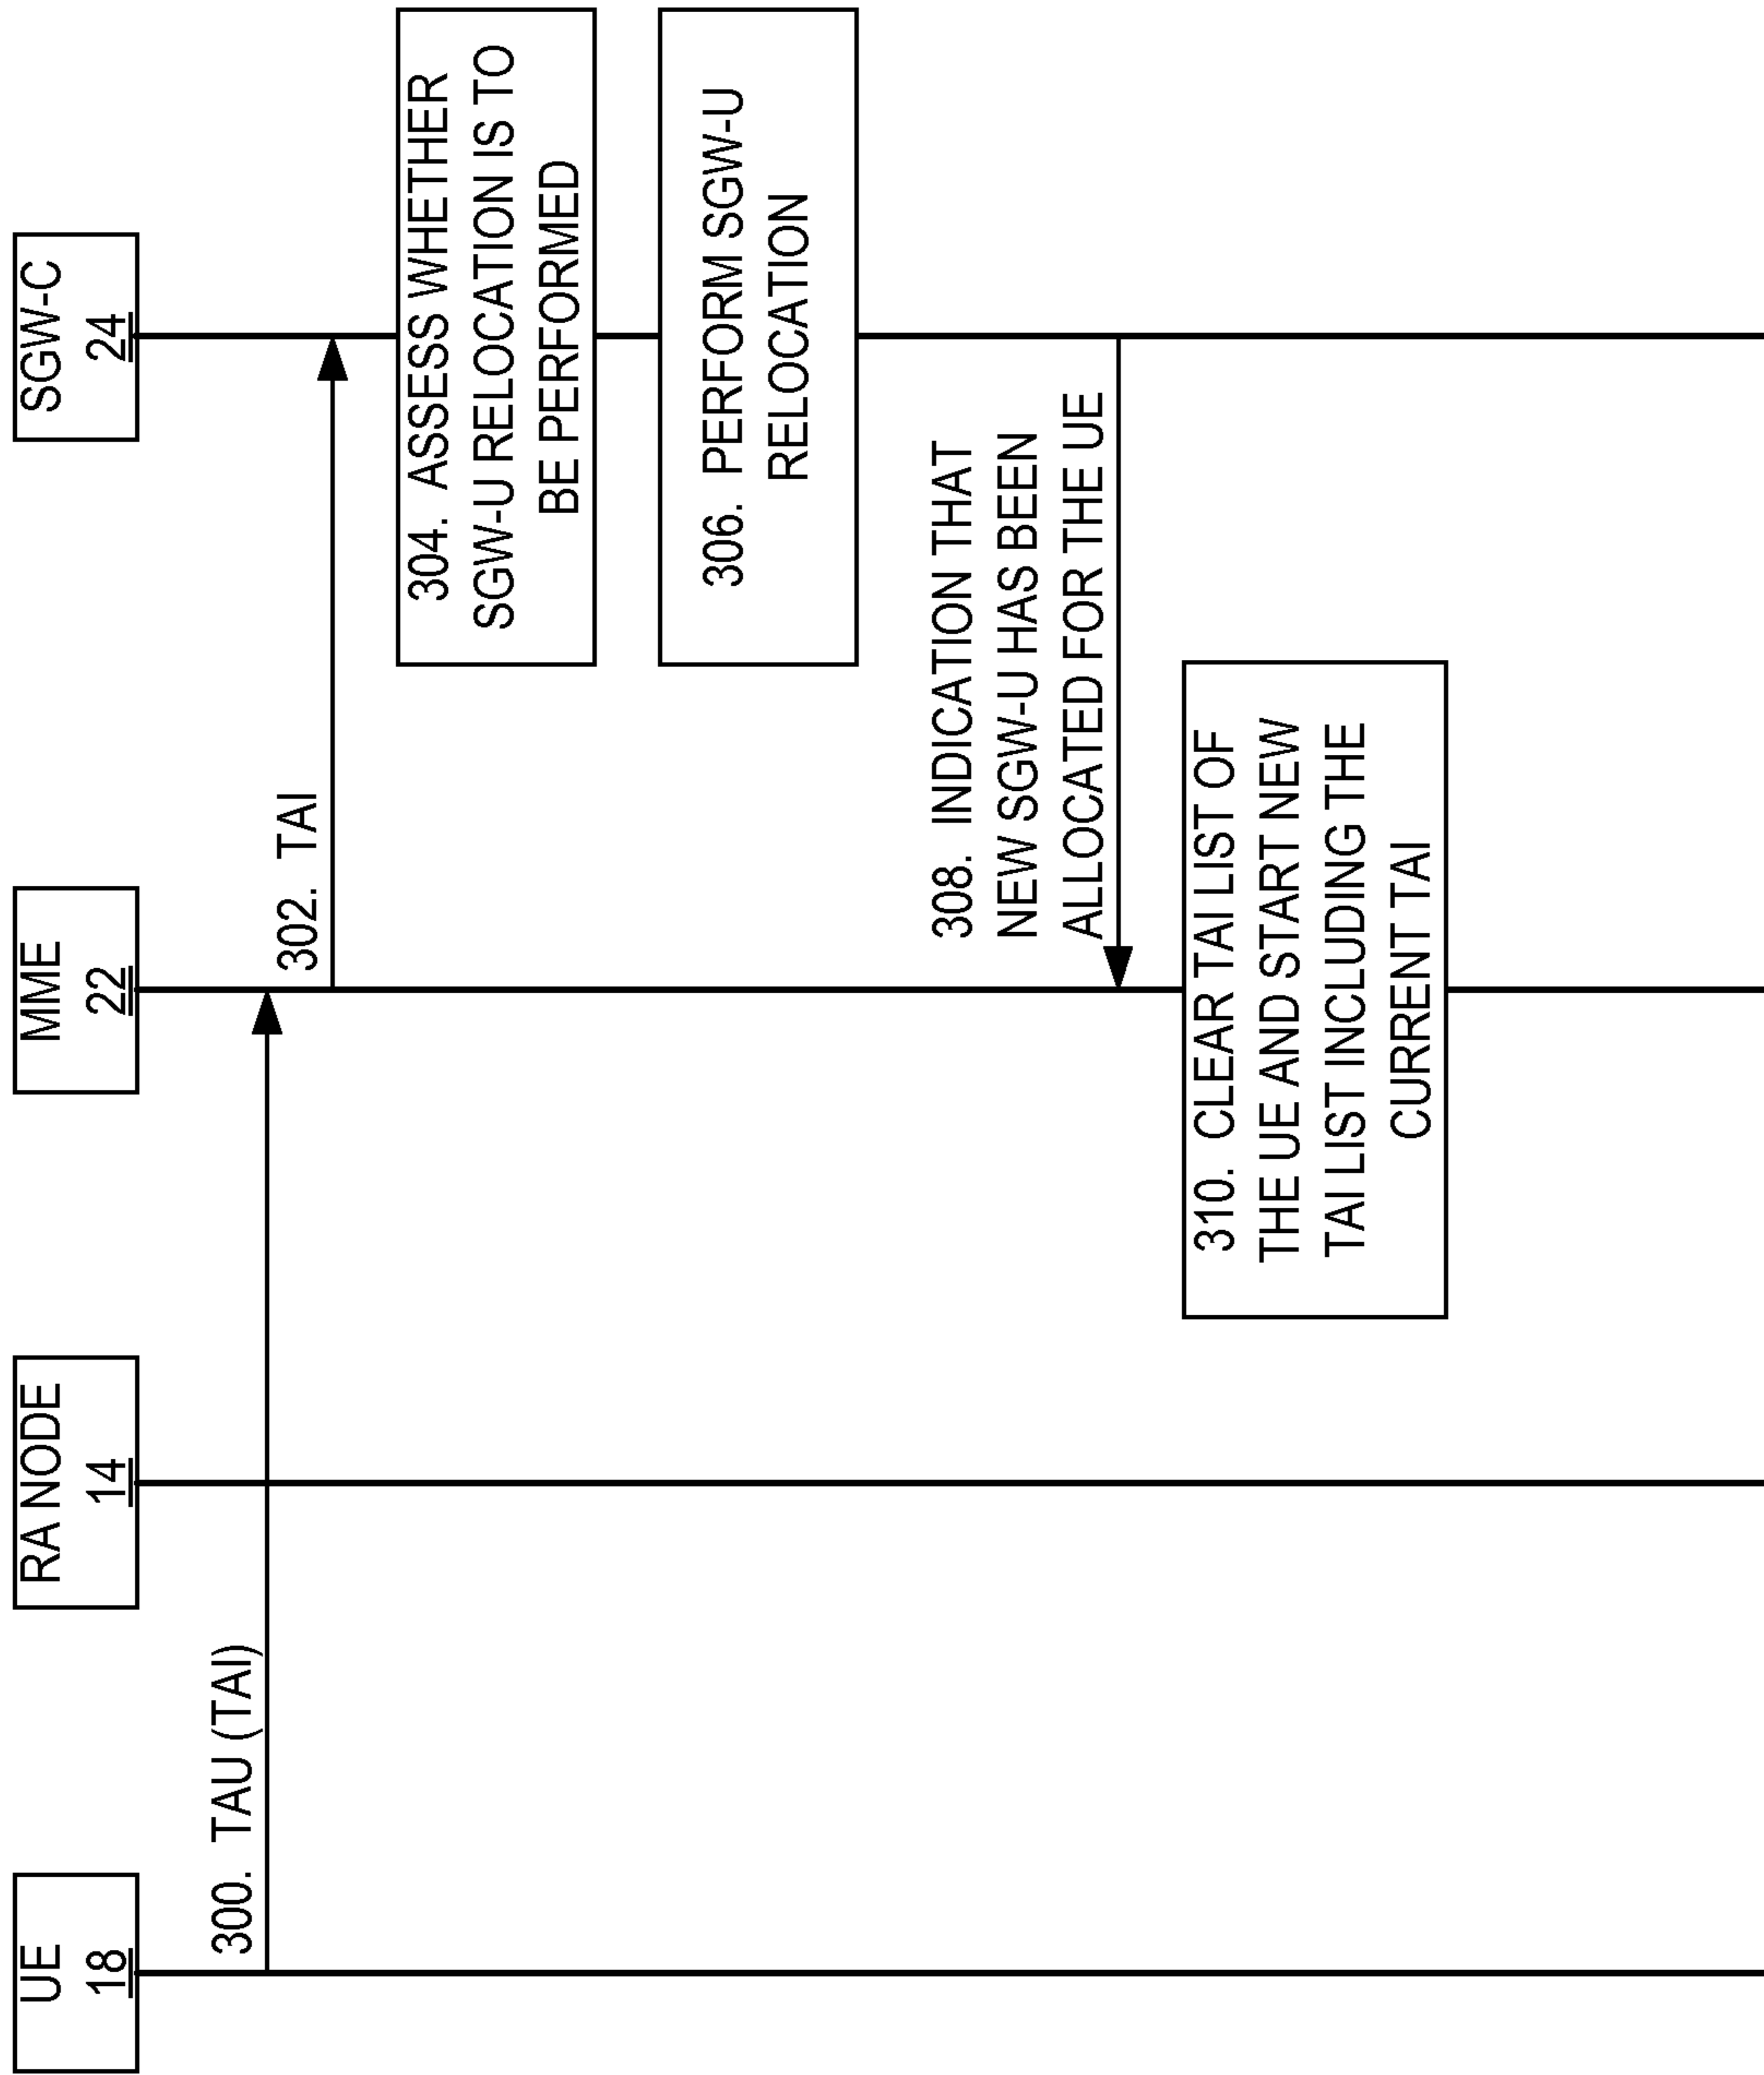 UE
18
RA NODE
14
MME
22
SGW-C
24
300. TAU (TAI)
302. TAI
304. ASSESS WHETHER
SGW-U RELOCATION IS TO
BE PERFORMED
306. PERFORM SGW-U
RELOCATION
308. INDICATION THAT
NEW SGW-U HAS BEEN
ALLOCATED FOR THE UE
310. CLEAR TAI LIST OF
THE UE AND START NEW
TAI LIST INCLUDING THE
CURRENT TAI